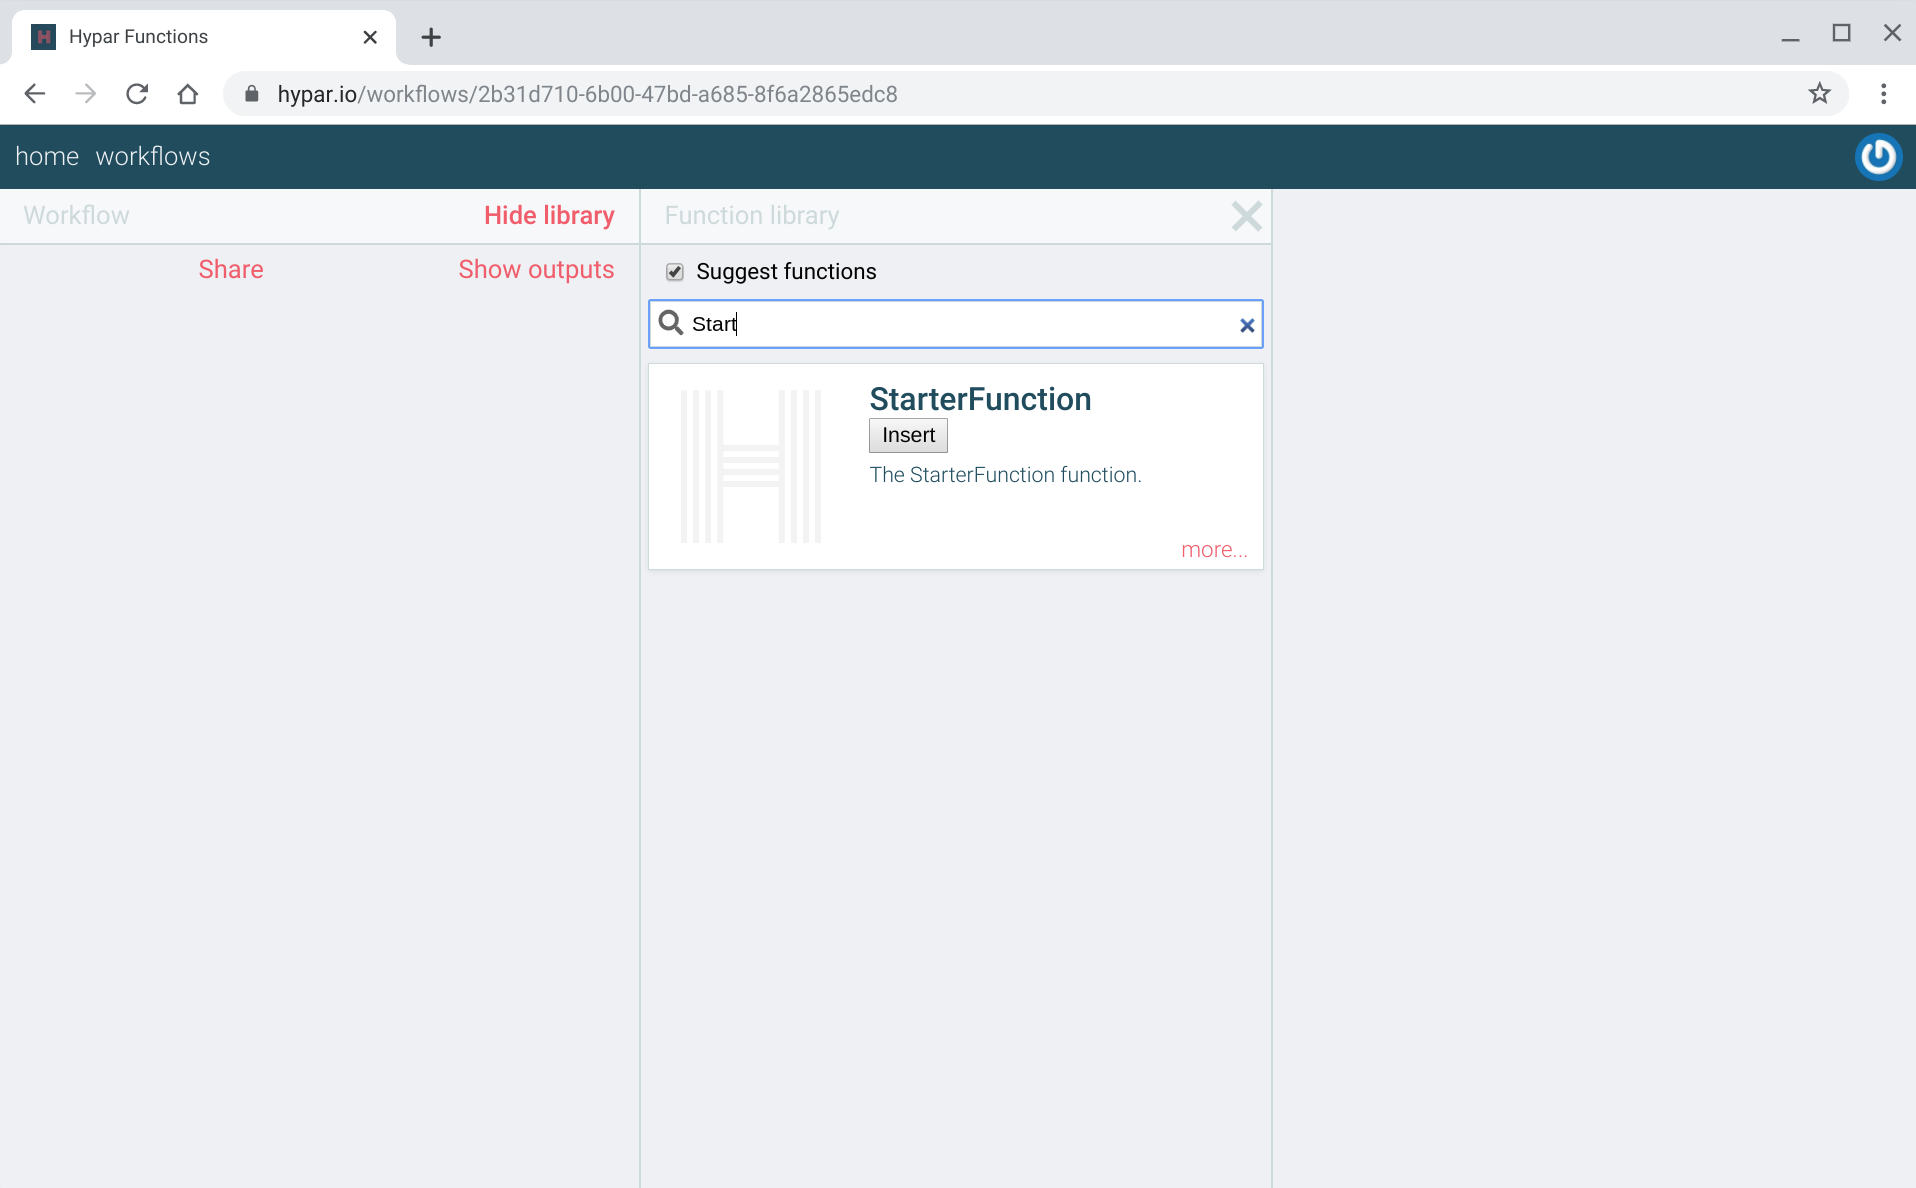 Hypar Functions
hypar.io/workflows/2b31d710-6b00-47bd-a685-8f6a2865edc8
home workflows
Workflow
Hide library
Share
Show outputs
Function library
Suggest functions
Start
StarterFunction
Insert
The StarterFunction function.
more...